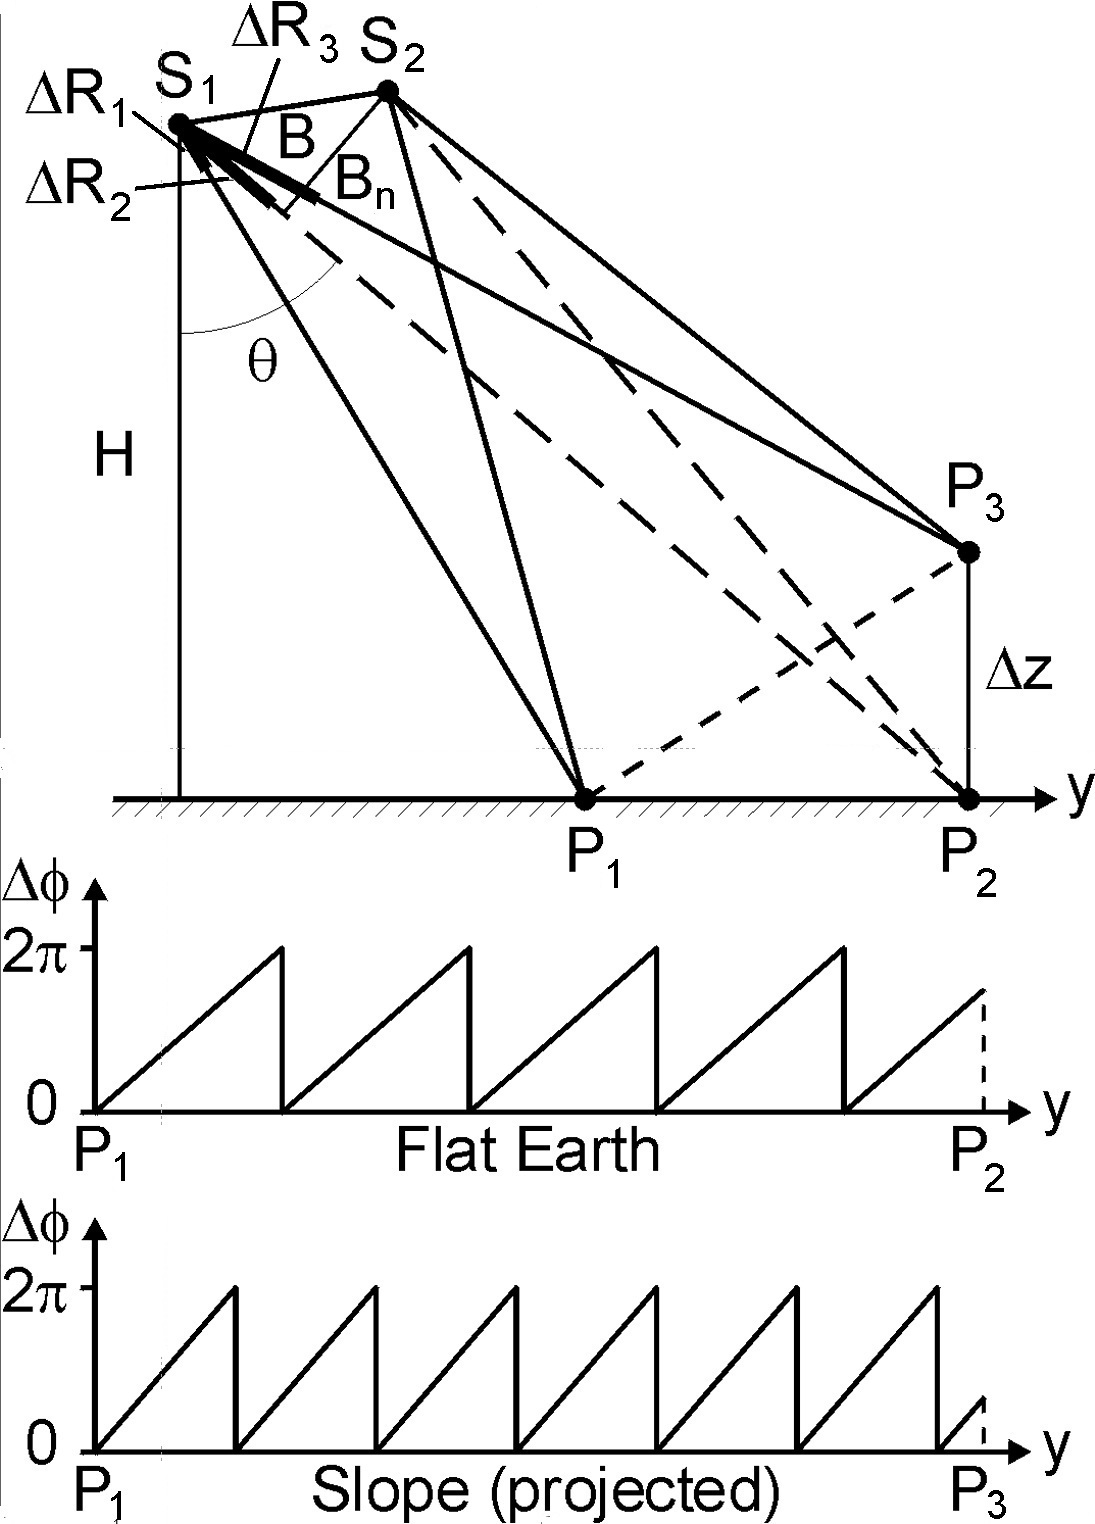 ΔR3
S2
S1
ΔR1
B
ΔR2
Bn
θ
H
P3
Δz
y
P1
P2
Δϕ
2π
0
y
P1
Flat Earth
P2
Δϕ
2π
0
y
P1
Slope (projected)
P3